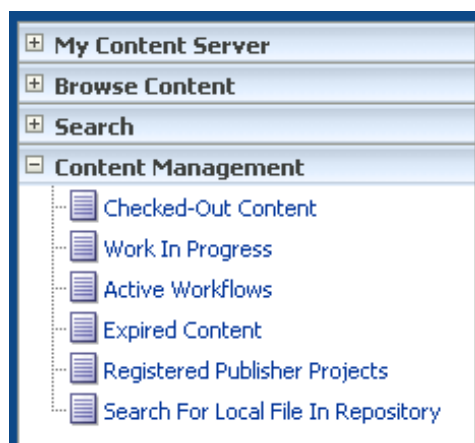 My Content Server
Browse Content
Search
Content Management
Checked-Out Content
Work In Progress
Active Workflows
Expired Content
Registered Publisher Projects
Search For Local File In Repository